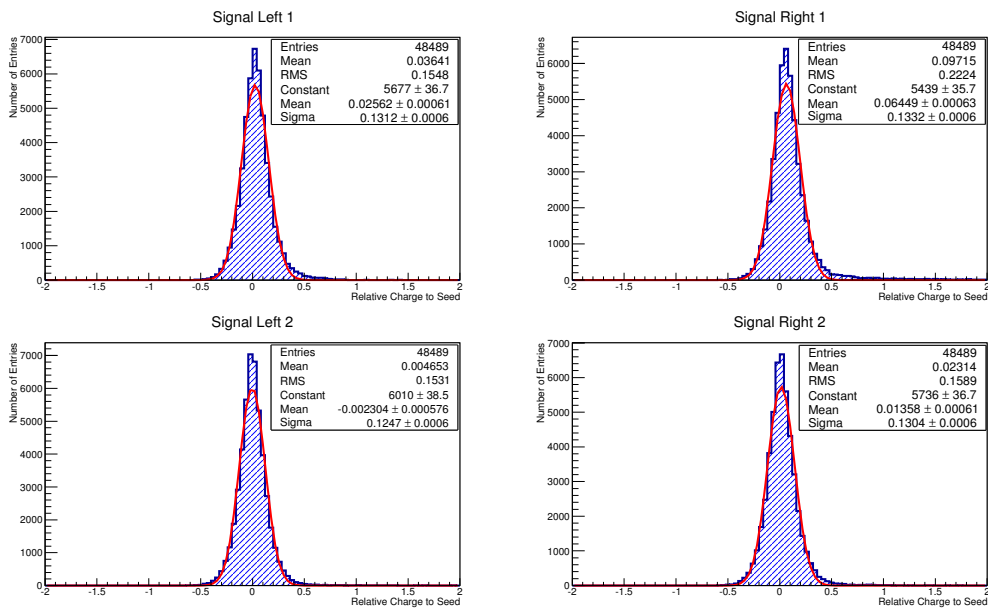 Signal Left 1
Number of Entries
7000
6000
5000
4000
3000
2000
1000
0
-2 -1.5 -1 -0.5 0 0.5 1 1.5 2
Relative Charge to Seed
Entries 48489
Mean 0.03641
RMS 0.1548
Constant 5677 ± 36.7
Mean 0.02562 ± 0.00061
Sigma 0.1312 ± 0.0006
Signal Right 1
Number of Entries
6000
5000
4000
3000
2000
1000
0
-2 -1.5 -1 -0.5 0 0.5 1 1.5 2
Relative Charge to Seed
Entries 48489
Mean 0.09715
RMS 0.2224
Constant 5439 ± 35.7
Mean 0.06449 ± 0.00063
Sigma 0.1332 ± 0.0006
Signal Left 2
Number of Entries
7000
6000
5000
4000
3000
2000
1000
0
-2 -1.5 -1 -0.5 0 0.5 1 1.5 2
Relative Charge to Seed
Entries 48489
Mean 0.004653
RMS 0.1531
Constant 6010 ± 38.5
Mean -0.002304 ± 0.000576
Sigma 0.1247 ± 0.0006
Signal Right 2
Number of Entries
7000
6000
5000
4000
3000
2000
1000
0
-2 -1.5 -1 -0.5 0 0.5 1 1.5 2
Relative Charge to Seed
Entries 48489
Mean 0.02314
RMS 0.1589
Constant 5736 ± 36.7
Mean 0.01358 ± 0.00061
Sigma 0.1304 ± 0.0006